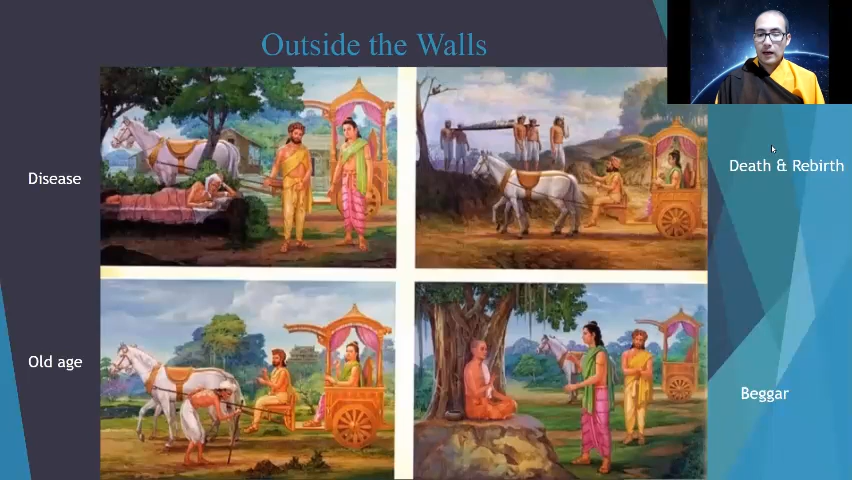 Outside the Walls
Disease
Death & Rebirth
Old age
Beggar